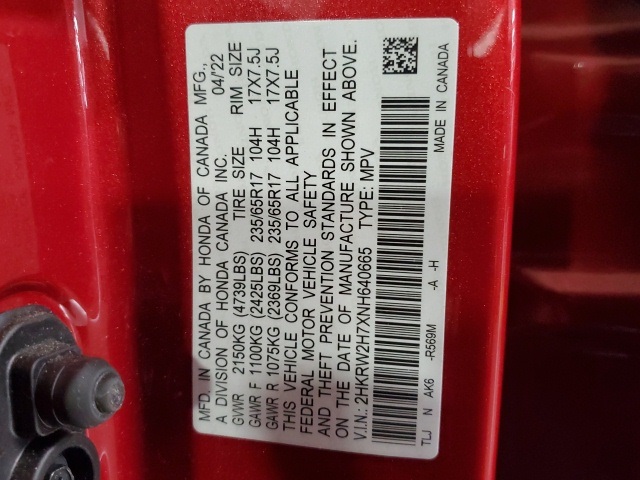 MFD. IN CANADA BY HONDA OF CANADA MFG.,
A DIVISION OF HONDA CANADA INC. 04/'22
GVWR 2150KG (4739LBS) TIRE SIZE RIM SIZE
GAWR F 1100KG (2425LBS) 235/65R17 104H 17X7.5J
GAWR R 1075KG (2369LBS) 235/65R17 104H 17X7.5J
THIS VEHICLE CONFORMS TO ALL APPLICABLE
FEDERAL MOTOR VEHICLE SAFETY
AND THEFT PREVENTION STANDARDS IN EFFECT
ON THE DATE OF MANUFACTURE SHOWN ABOVE.
V.I.N.: 2HKRW2H7XNH640665 TYPE: MPV
TLJ N AK6 -R569M -A -H MADE IN CANADA